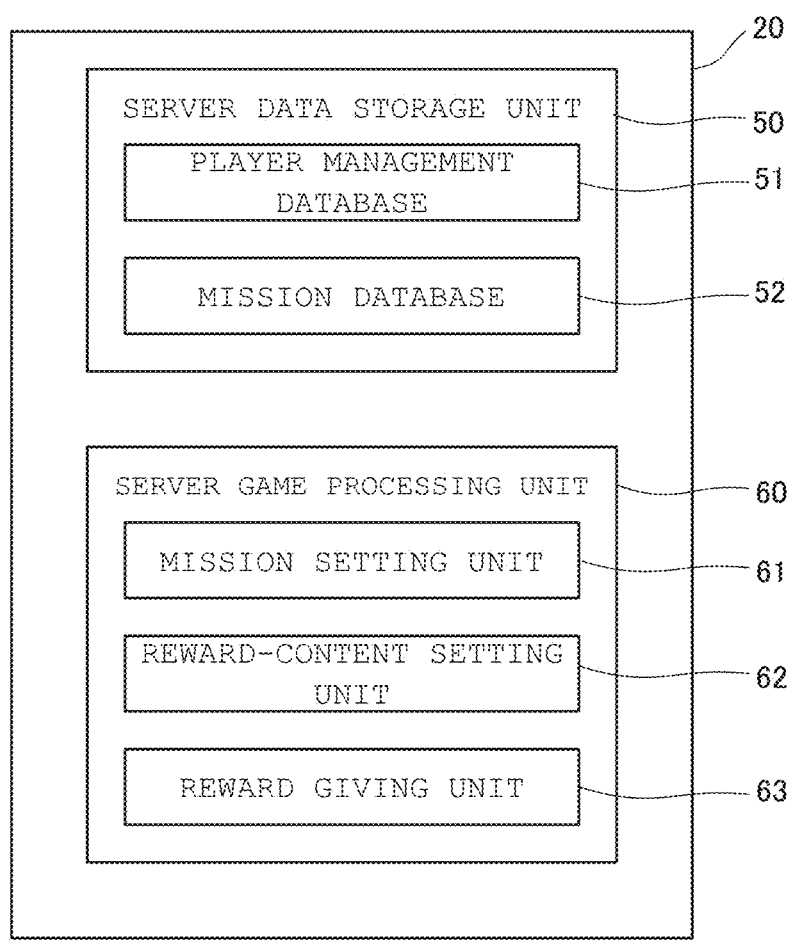 20
SERVER DATA STORAGE UNIT
50
PLAYER MANAGEMENT
DATABASE
51
MISSION DATABASE
52
SERVER GAME PROCESSING UNIT
60
MISSION SETTING UNIT
61
REWARD-CONTENT SETTING
UNIT
62
REWARD GIVING UNIT
63